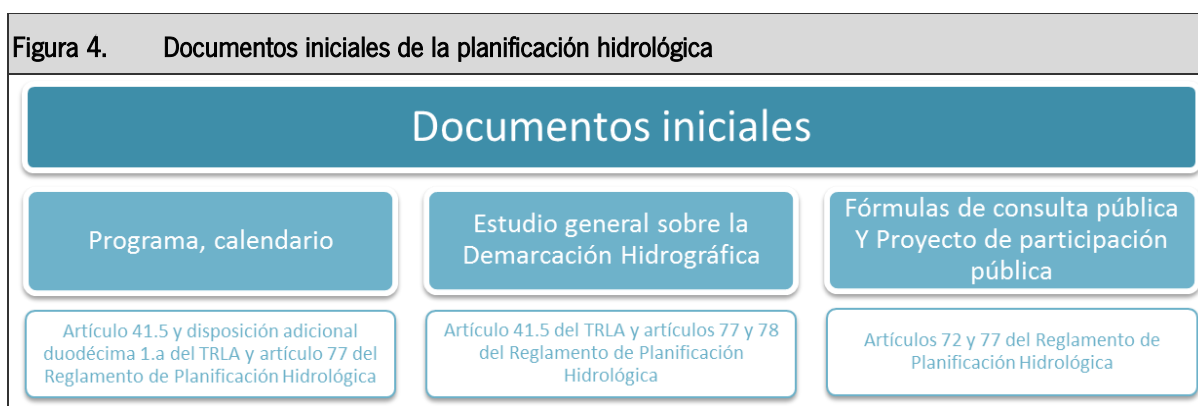 Figura 4. Documentos iniciales de la planificación hidrológica
Documentos iniciales
Programa, calendario
Estudio general sobre la
Demarcación Hidrográfica
Fórmulas de consulta pública
Y Proyecto de participación
pública
Artículo 41.5 y disposición adicional
duodécima 1.a del TRLA y artículo 77 del
Reglamento de Planificación Hidrológica
Artículo 41.5 del TRLA y artículos 77 y 78
del Reglamento de Planificación
Hidrológica
Artículos 72 y 77 del Reglamento de
Planificación Hidrológica